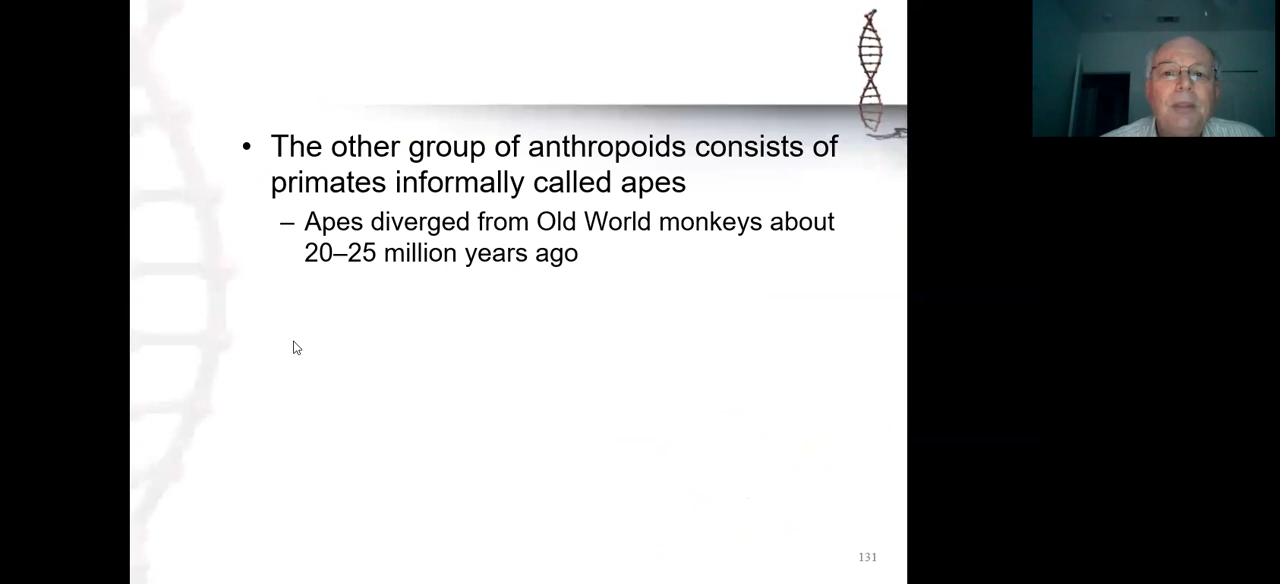 • The other group of anthropoids consists of
primates informally called apes
– Apes diverged from Old World monkeys about
20–25 million years ago
131